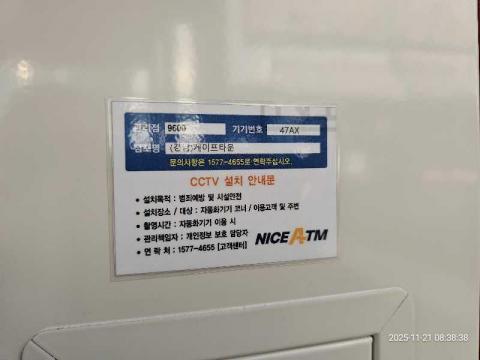 관리점 9600 기기번호 47AX
설치명 (강남)케이프타운
문의사항은 1577-4655로 연락주십시오.
CCTV 설치 안내문
• 설치목적 : 범죄예방 및 시설안전
• 설치장소 / 대상 : 자동화기기 코너 / 이용고객 및 주변
• 촬영시간 : 자동화기기 이용 시
• 관리책임자 : 개인정보 보호 담당자
• 연 락 처 : 1577-4655 [고객센터]
NICE ATM
2025-11-21 08:38:38